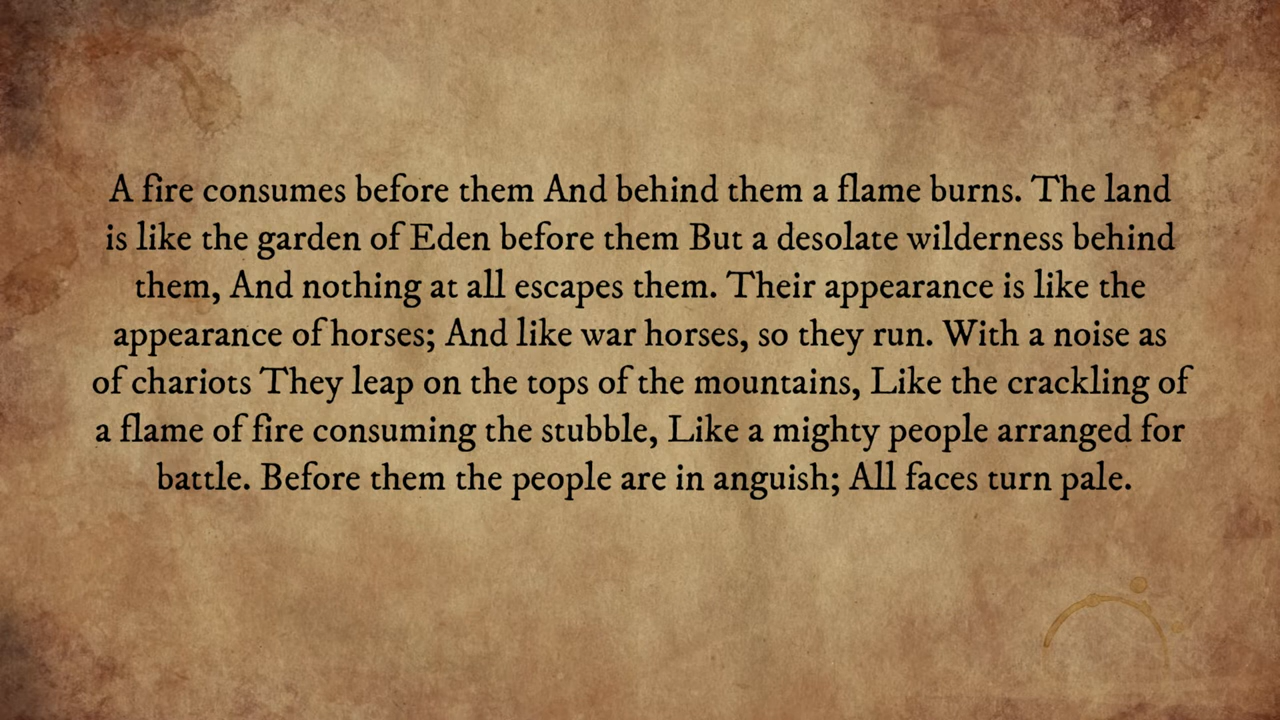 A fire consumes before them And behind them a flame burns. The land
is like the garden of Eden before them But a desolate wilderness behind
them, And nothing at all escapes them. Their appearance is like the
appearance of horses; And like war horses, so they run. With a noise as
of chariots They leap on the tops of the mountains, Like the crackling of
a flame of fire consuming the stubble, Like a mighty people arranged for
battle. Before them the people are in anguish; All faces turn pale.